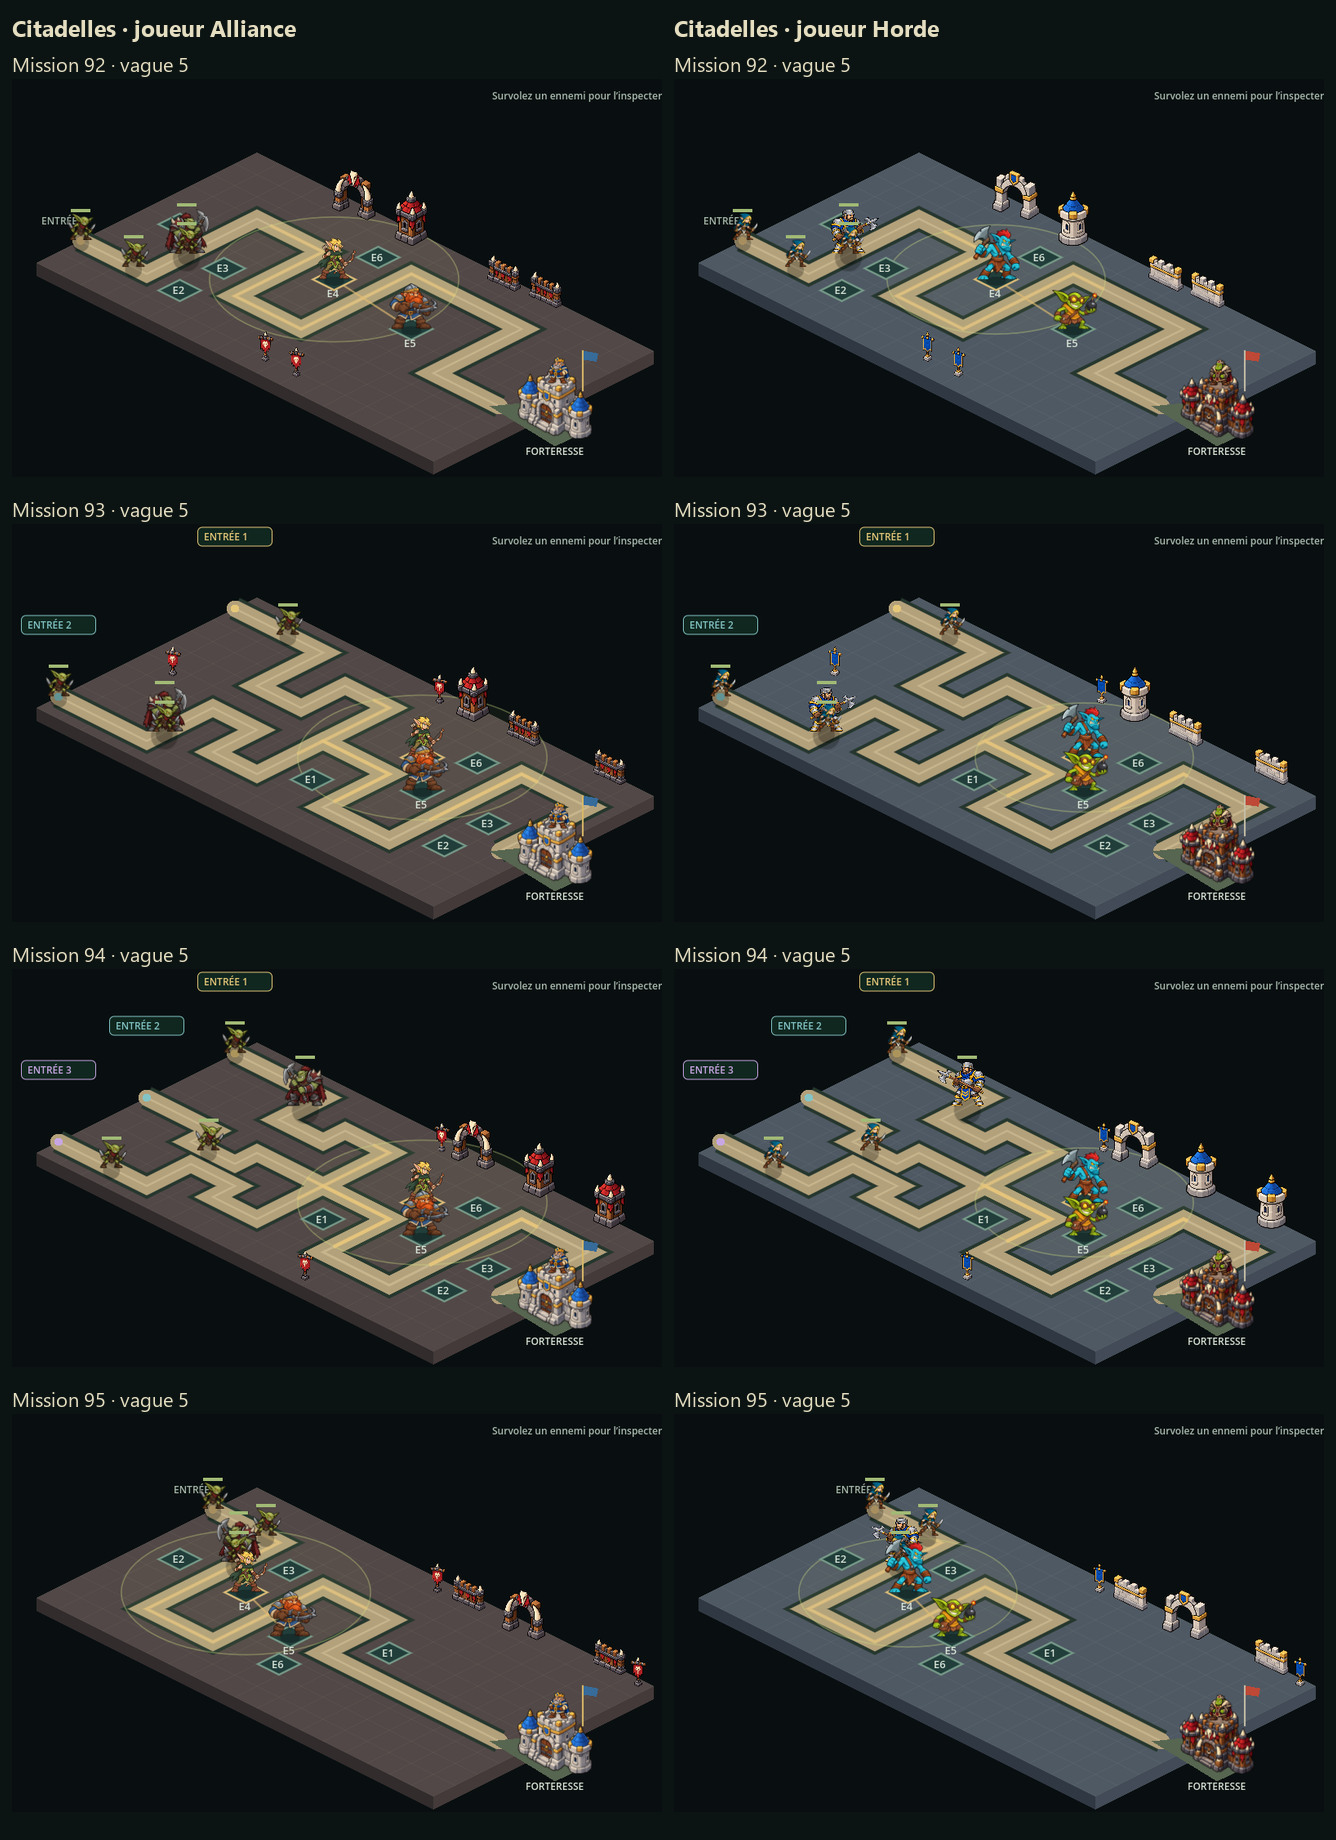 Citadelles · joueur Alliance
Citadelles · joueur Horde
Mission 92 · vague 5
Survolez un ennemi pour l'inspecter
ENTRÉE
E3
E6
E2
E4
E5
FORTERESSE
Mission 92 · vague 5
Survolez un ennemi pour l'inspecter
ENTRÉE
E3
E6
E2
E4
E5
FORTERESSE
Mission 93 · vague 5
ENTRÉE 1
Survolez un ennemi pour l'inspecter
ENTRÉE 2
E6
E1
E5
E3
E2
FORTERESSE
Mission 93 · vague 5
ENTRÉE 1
Survolez un ennemi pour l'inspecter
ENTRÉE 2
E6
E1
E5
E3
E2
FORTERESSE
Mission 94 · vague 5
ENTRÉE 1
Survolez un ennemi pour l'inspecter
ENTRÉE 2
ENTRÉE 3
E6
E1
E5
E3
E2
FORTERESSE
Mission 94 · vague 5
ENTRÉE 1
Survolez un ennemi pour l'inspecter
ENTRÉE 2
ENTRÉE 3
E6
E1
E5
E3
E2
FORTERESSE
Mission 95 · vague 5
Survolez un ennemi pour l'inspecter
ENTRÉE
E2
E3
E4
E5
E1
E6
FORTERESSE
Mission 95 · vague 5
Survolez un ennemi pour l'inspecter
ENTRÉE
E2
E3
E4
E5
E1
E6
FORTERESSE